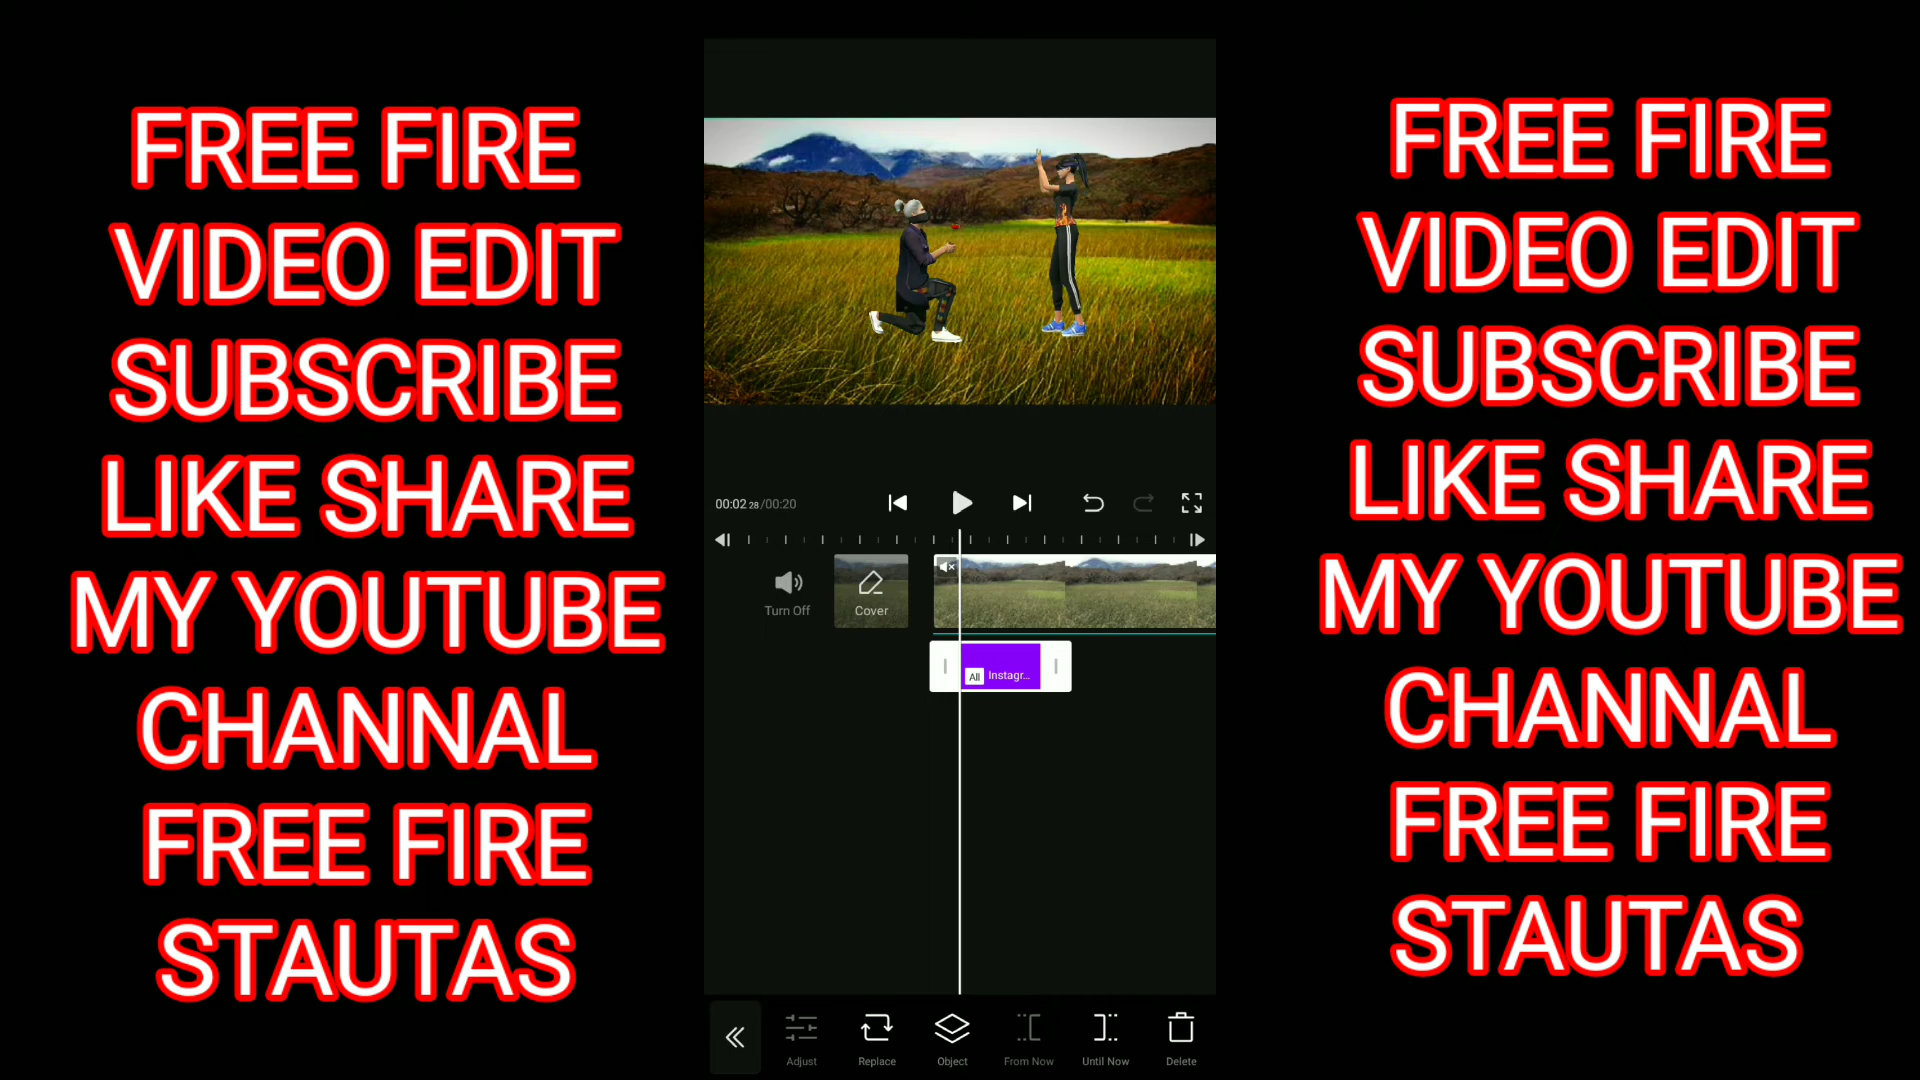 FREE FIRE
VIDEO EDIT
SUBSCRIBE
LIKE SHARE
MY YOUTUBE
CHANNAL
FREE FIRE
STAUTAS
00:02 28/00:20
Turn Off
Cover
All Instagr...
Adjust
Replace
Object
From Now
Until Now
Delete
FREE FIRE
VIDEO EDIT
SUBSCRIBE
LIKE SHARE
MY YOUTUBE
CHANNAL
FREE FIRE
STAUTAS